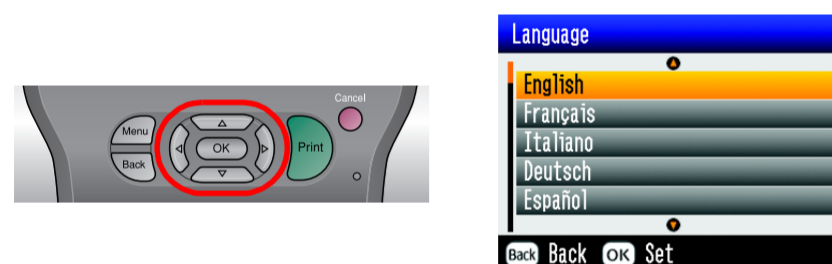 Cancel
Menu
OK
Print
Back
Language
English
Français
Italiano
Deutsch
Español
Back Back OK Set